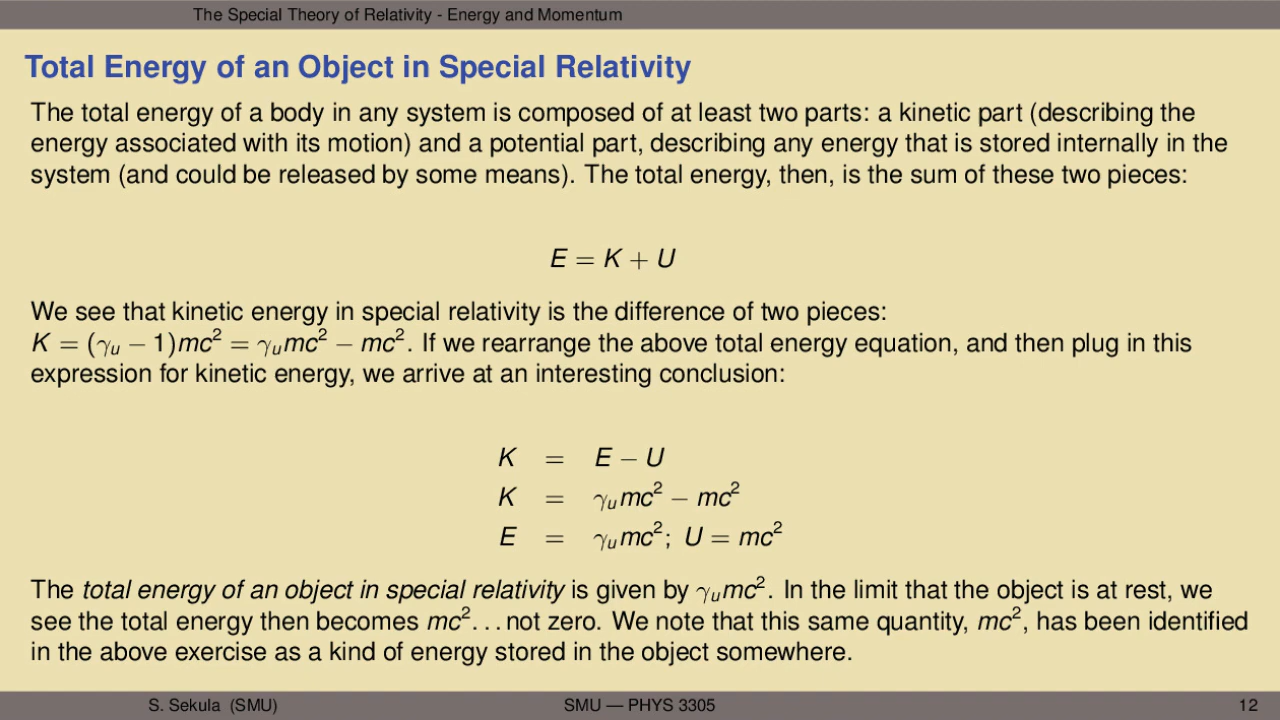 The Special Theory of Relativity - Energy and Momentum
Total Energy of an Object in Special Relativity
The total energy of a body in any system is composed of at least two parts: a kinetic part (describing the
energy associated with its motion) and a potential part, describing any energy that is stored internally in the
system (and could be released by some means). The total energy, then, is the sum of these two pieces:
E = K + U
We see that kinetic energy in special relativity is the difference of two pieces:
K = (γᵤ − 1)mc² = γᵤmc² − mc². If we rearrange the above total energy equation, and then plug in this
expression for kinetic energy, we arrive at an interesting conclusion:
K = E − U
K = γᵤmc² − mc²
E = γᵤmc²; U = mc²
The total energy of an object in special relativity is given by γᵤmc². In the limit that the object is at rest, we
see the total energy then becomes mc²...not zero. We note that this same quantity, mc², has been identified
in the above exercise as a kind of energy stored in the object somewhere.
S. Sekula (SMU) SMU — PHYS 3305 12